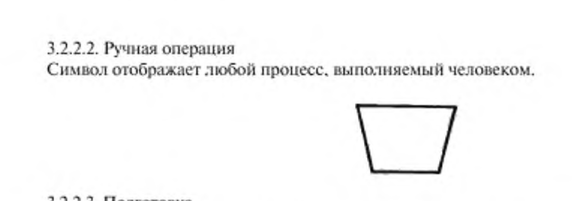 3.2.2.2. Ручная операция
Символ отображает любой процесс, выполняемый человеком.